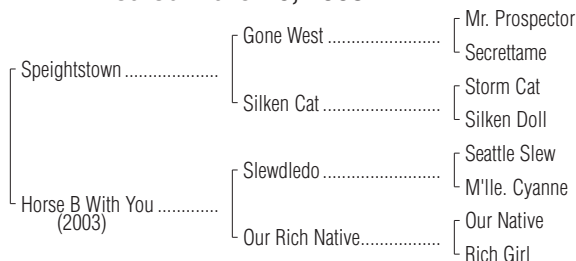 Mr. Prospector
Gone West
Secrettame
Speightstown
Storm Cat
Silken Cat
Silken Doll
Seattle Slew
Slewdledo
M'lle. Cyanne
Horse B With You
(2003)
Our Native
Our Rich Native
Rich Girl